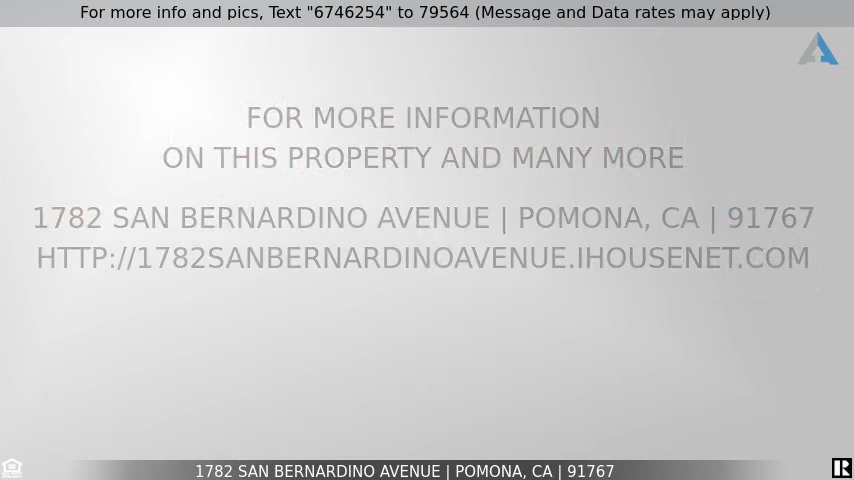 For more info and pics, Text "6746254" to 79564 (Message and Data rates may apply)
FOR MORE INFORMATION
ON THIS PROPERTY AND MANY MORE
1782 SAN BERNARDINO AVENUE | POMONA, CA | 91767
HTTP://1782SANBERNARDINOAVENUE.IHOUSENET.COM
1782 SAN BERNARDINO AVENUE | POMONA, CA | 91767